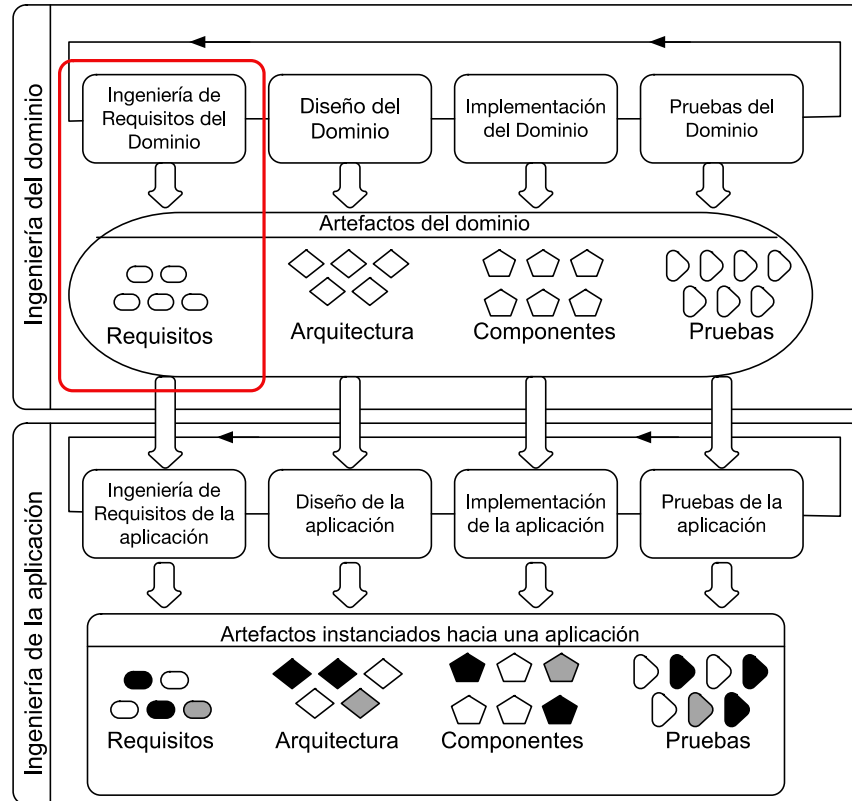 Ingeniería del dominio
Ingeniería de
Requisitos del
Dominio
Diseño del
Dominio
Implementación
del Dominio
Pruebas del
Dominio
Artefactos del dominio
Requisitos
Arquitectura
Componentes
Pruebas
Ingeniería de la aplicación
Ingeniería de
Requisitos de la
aplicación
Diseño de la
aplicación
Implementación
de la aplicación
Pruebas de la
aplicación
Artefactos instanciados hacia una aplicación
Requisitos
Arquitectura
Componentes
Pruebas